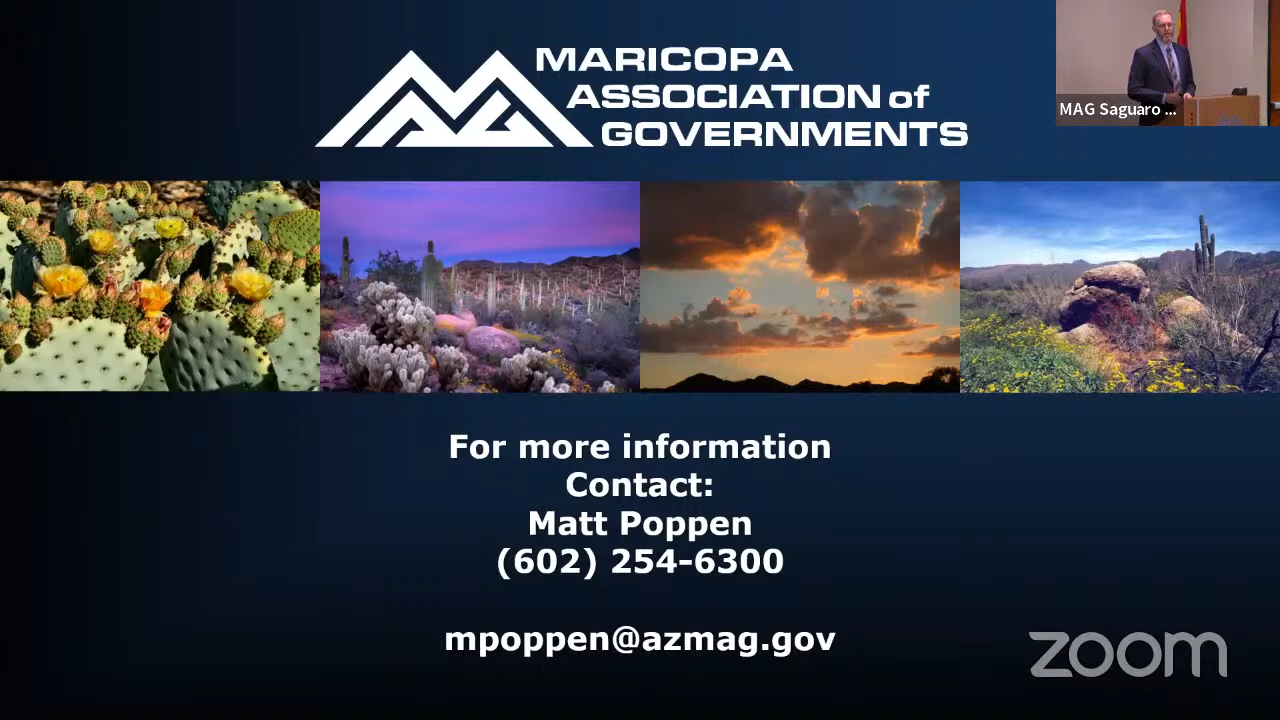 MARICOPA
ASSOCIATION of
GOVERNMENTS
MAG
MAG Saguaro ...
For more information
Contact:
Matt Poppen
(602) 254-6300
mpoppen@azmag.gov
zoom